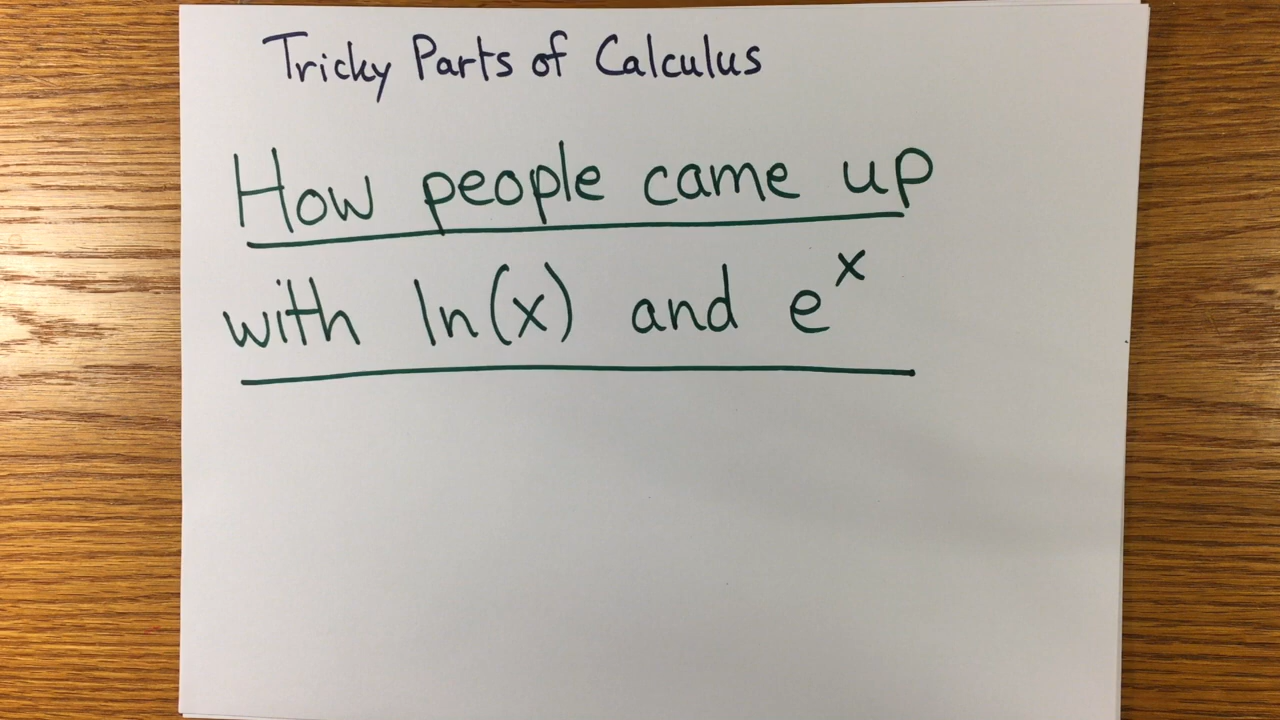 Tricky Parts of Calculus
How people came up
with ln(x) and e^x